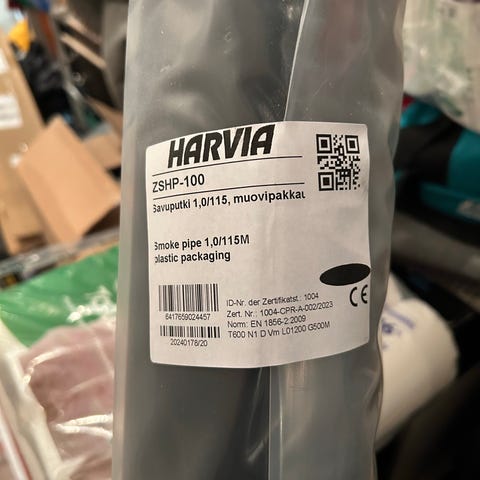 HARVIA
ZSHP-100
Savuputki 1,0/115, muovipakkau
Smoke pipe 1,0/115M
plastic packaging
6417659024457
20240178/20
ID-Nr. der Zertifikatst.: 1004
Zert. Nr.: 1004-CPR-A-002/2023
Norm: EN 1856-2:2009
T600 N1 D Vm L01200 G500M
CE